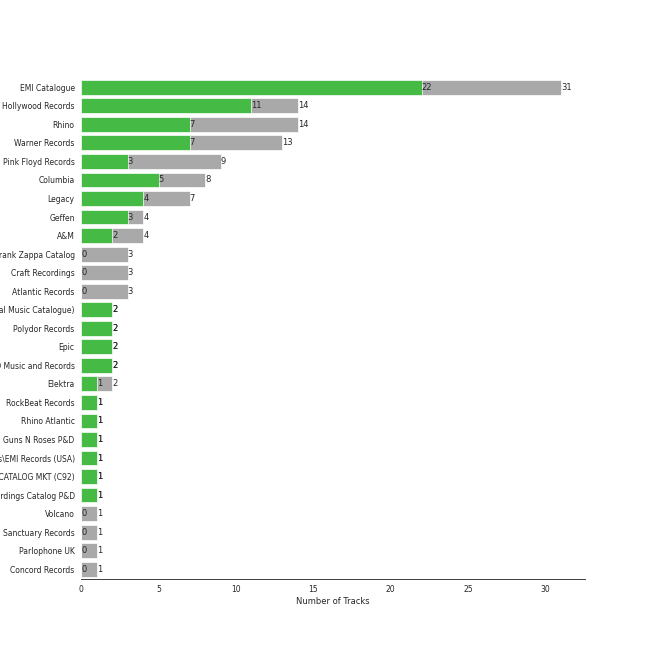 EMI Catalogue 22 31
Hollywood Records 11 14
Rhino 7 14
Warner Records 7 13
Pink Floyd Records 3 9
Columbia 5 8
Legacy 4 7
Geffen 3 4
A&M 2 4
rank Zappa Catalog 0 3
Craft Recordings 0 3
Atlantic Records 0 3
al Music Catalogue) 2
Polydor Records 2
Epic 2
Music and Records 2
Elektra 1 2
RockBeat Records 1
Rhino Atlantic 1
Guns N Roses P&D 1
s\EMI Records (USA) 1
CATALOG MKT (C92) 1
rdings Catalog P&D 1
Volcano 0 1
Sanctuary Records 0 1
Parlophone UK 0 1
Concord Records 0 1
0 5 10 15 20 25 30
Number of Tracks